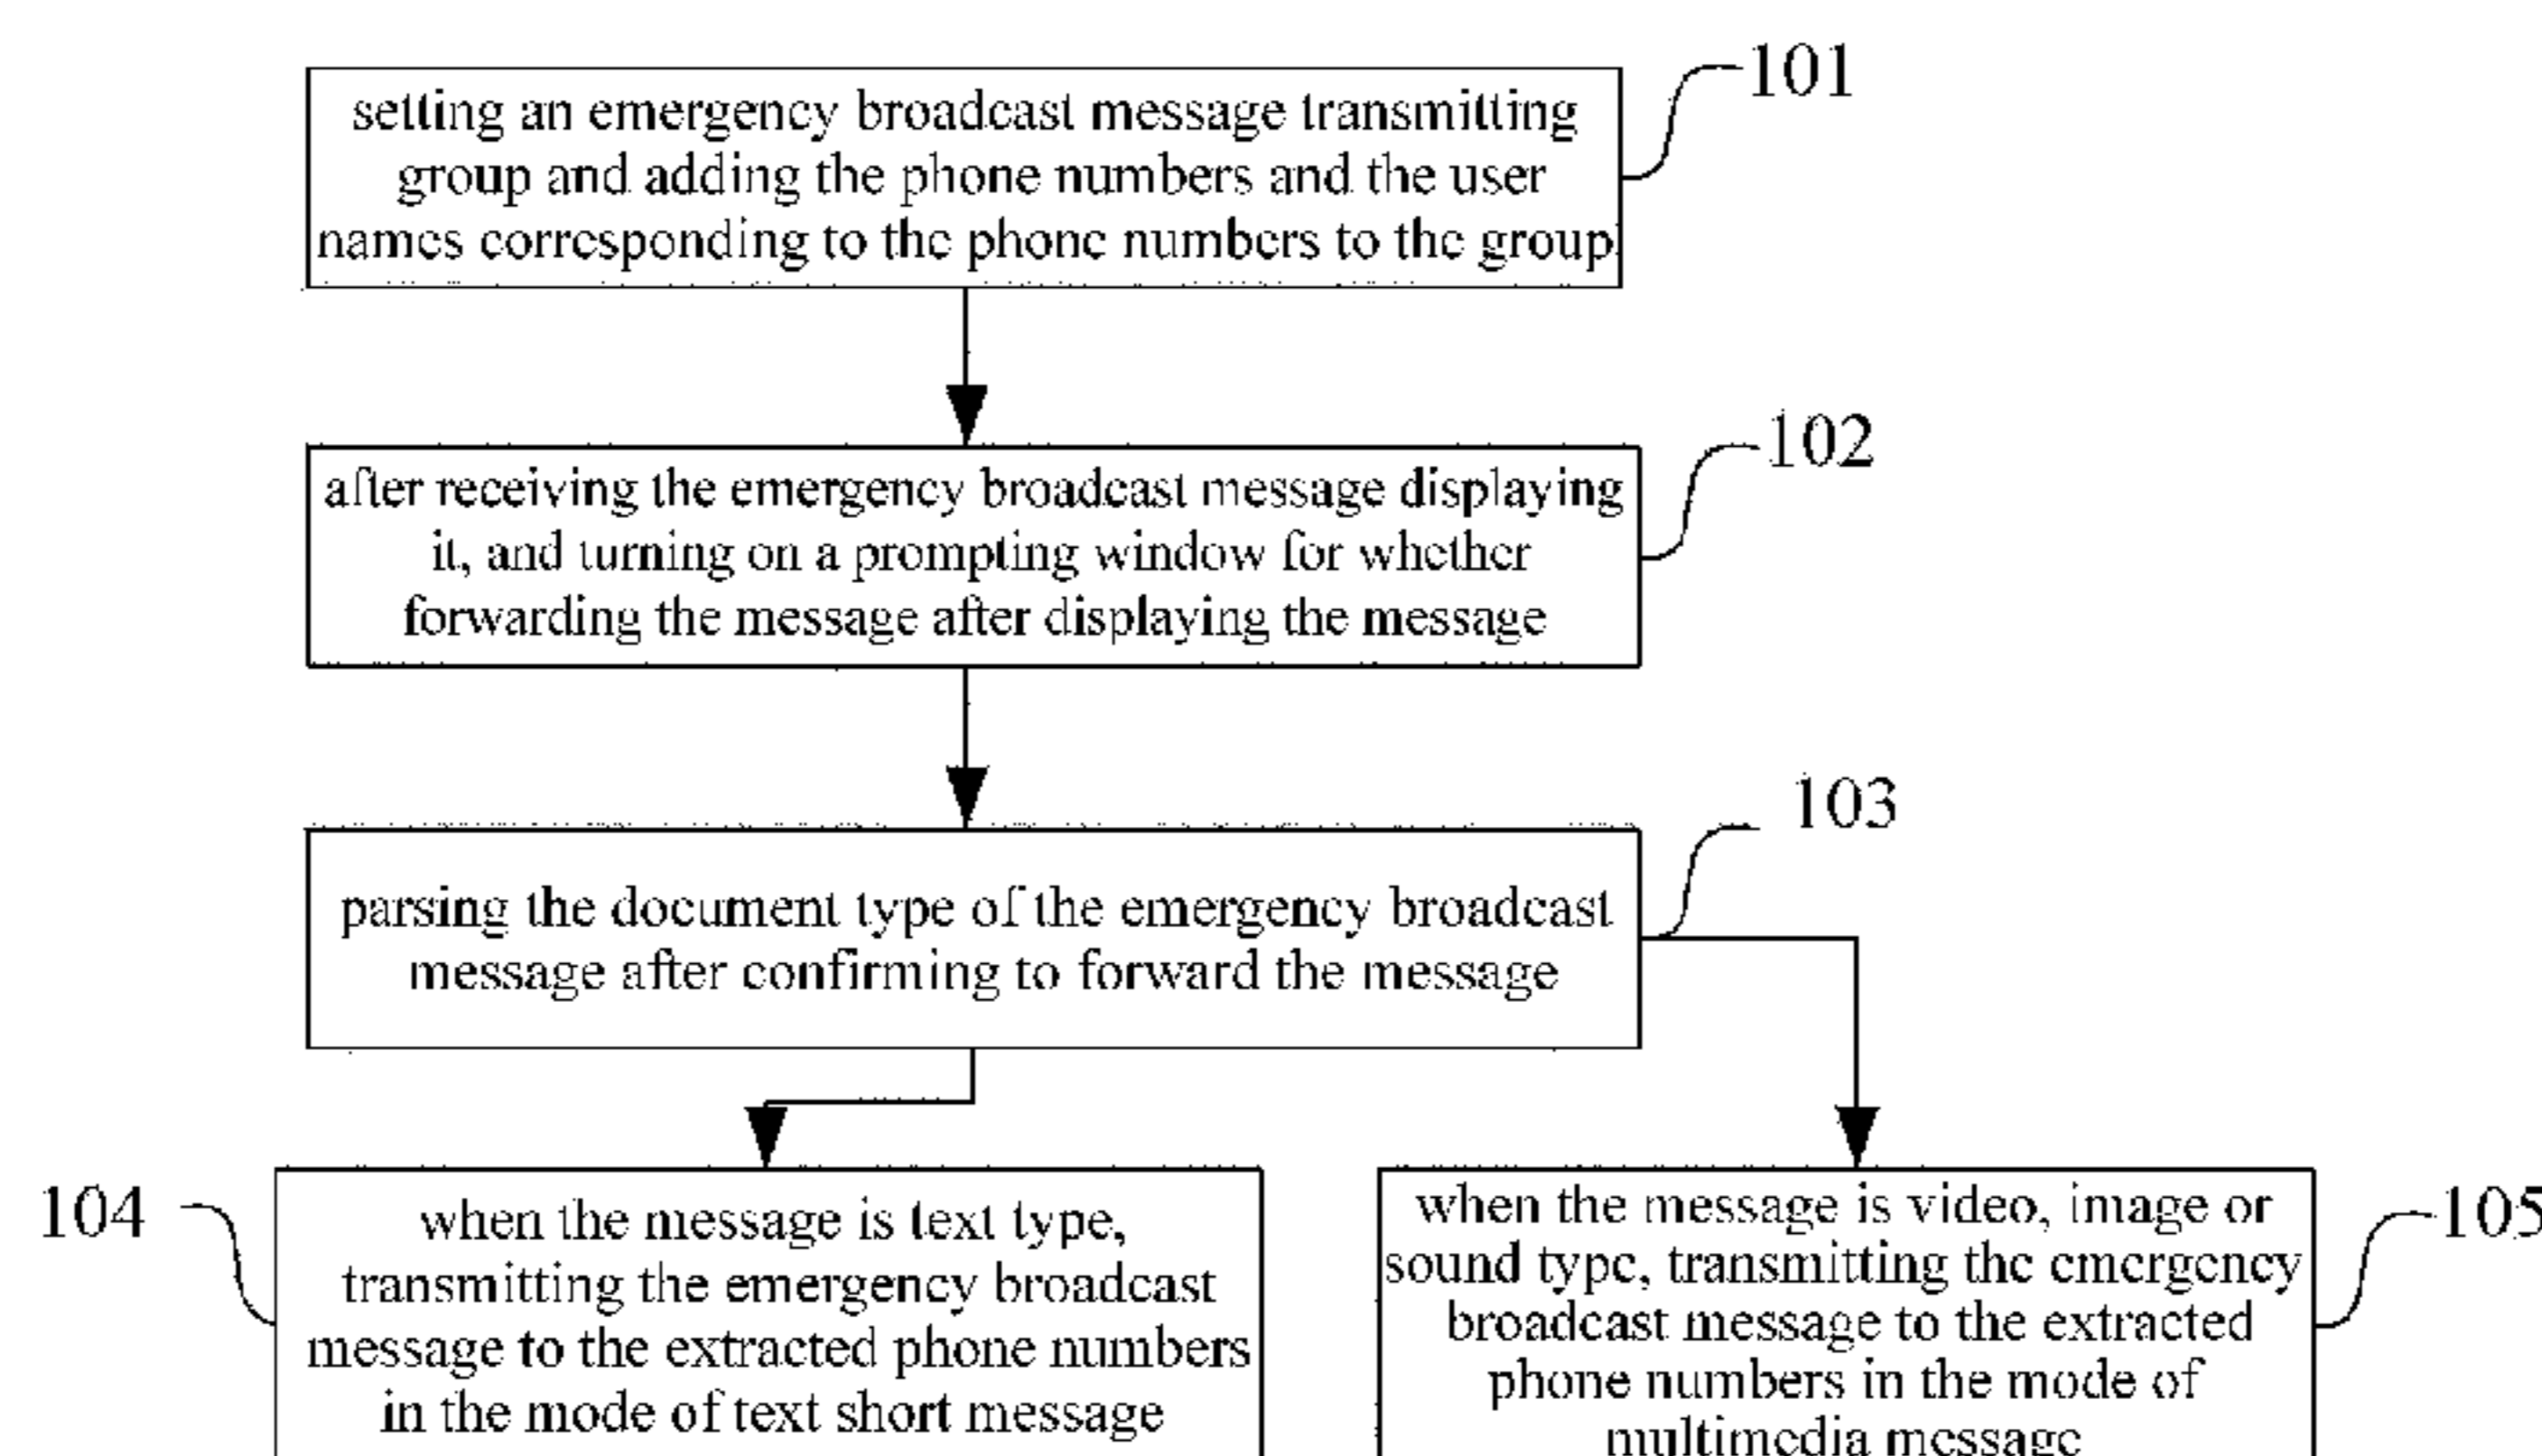 101
setting an emergency broadcast message transmitting
group and adding the phone numbers and the user
names corresponding to the phone numbers to the group
102
after receiving the emergency broadcast message displaying
it, and turning on a prompting window for whether
forwarding the message after displaying the message
103
parsing the document type of the emergency broadcast
message after confirming to forward the message
104
when the message is text type,
transmitting the emergency broadcast
message to the extracted phone numbers
in the mode of text short message
105
when the message is video, image or
sound type, transmitting the emergency
broadcast message to the extracted
phone numbers in the mode of
multimedia message